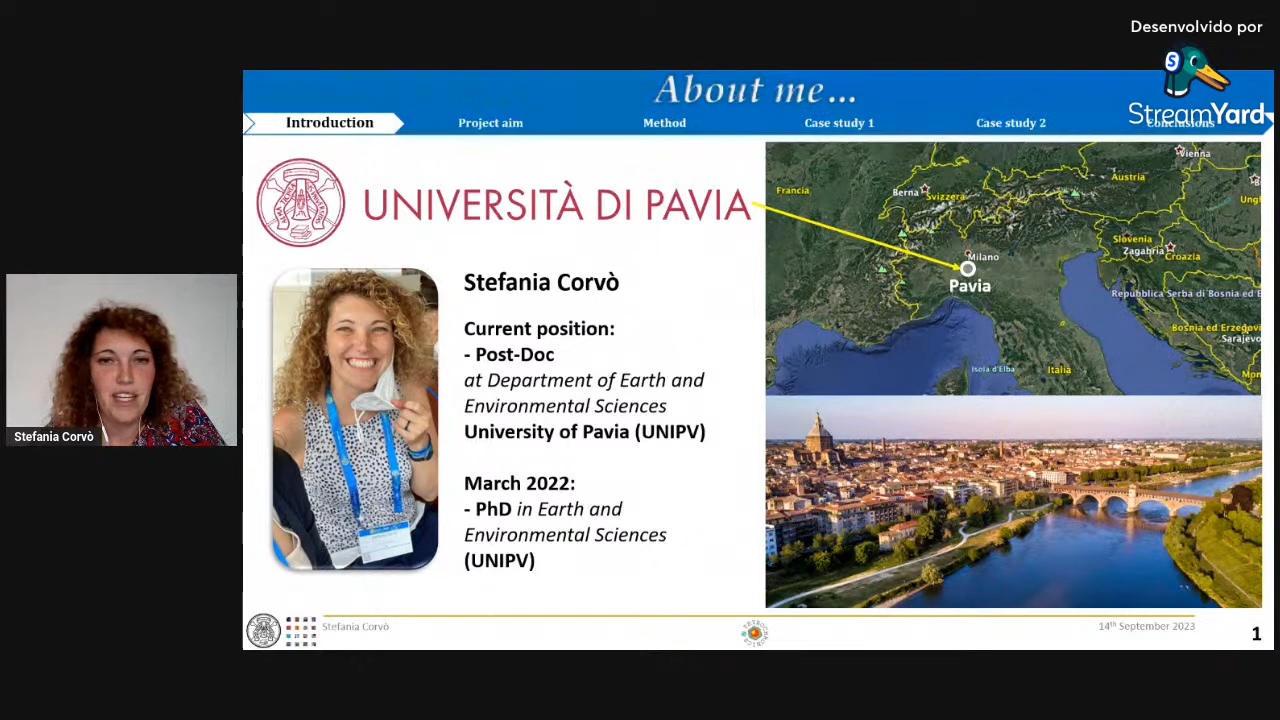 Desenvolvido por
StreamYard
About me...
Introduction
Project aim
Method
Case study 1
Case study 2
Conclusions
UNIVERSITÀ DI PAVIA
Stefania Corvò
Current position:
- Post-Doc
at Department of Earth and
Environmental Sciences
University of Pavia (UNIPV)
March 2022:
- PhD in Earth and
Environmental Sciences
(UNIPV)
Vienna
Francia
Berna
Svizzera
Austria
Ungh
Slovenia
Zagabria
Croazia
Milano
Pavia
Repubblica Serba di Bosnia ed E
Bosnia ed Erzegovi
Sarajevo
Isola d'Elba
Italia
Mon
Stefania Corvò
Stefania Corvò
14th September 2023
1